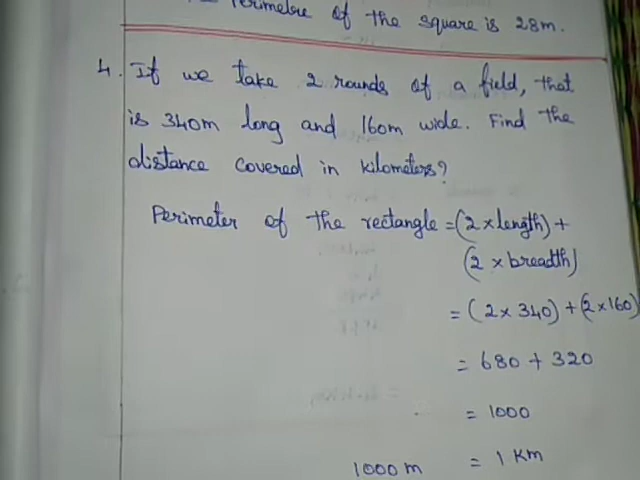 Perimetre of the square is 28m.
4. If we take 2 rounds of a field, that
is 340m long and 160m wide. Find the
distance covered in kilometers?
Perimeter of the rectangle = (2 x length) +
(2 x breadth)
= (2 x 340) + (2 x 160)
= 680 + 320
= 1000
1000 m = 1 Km